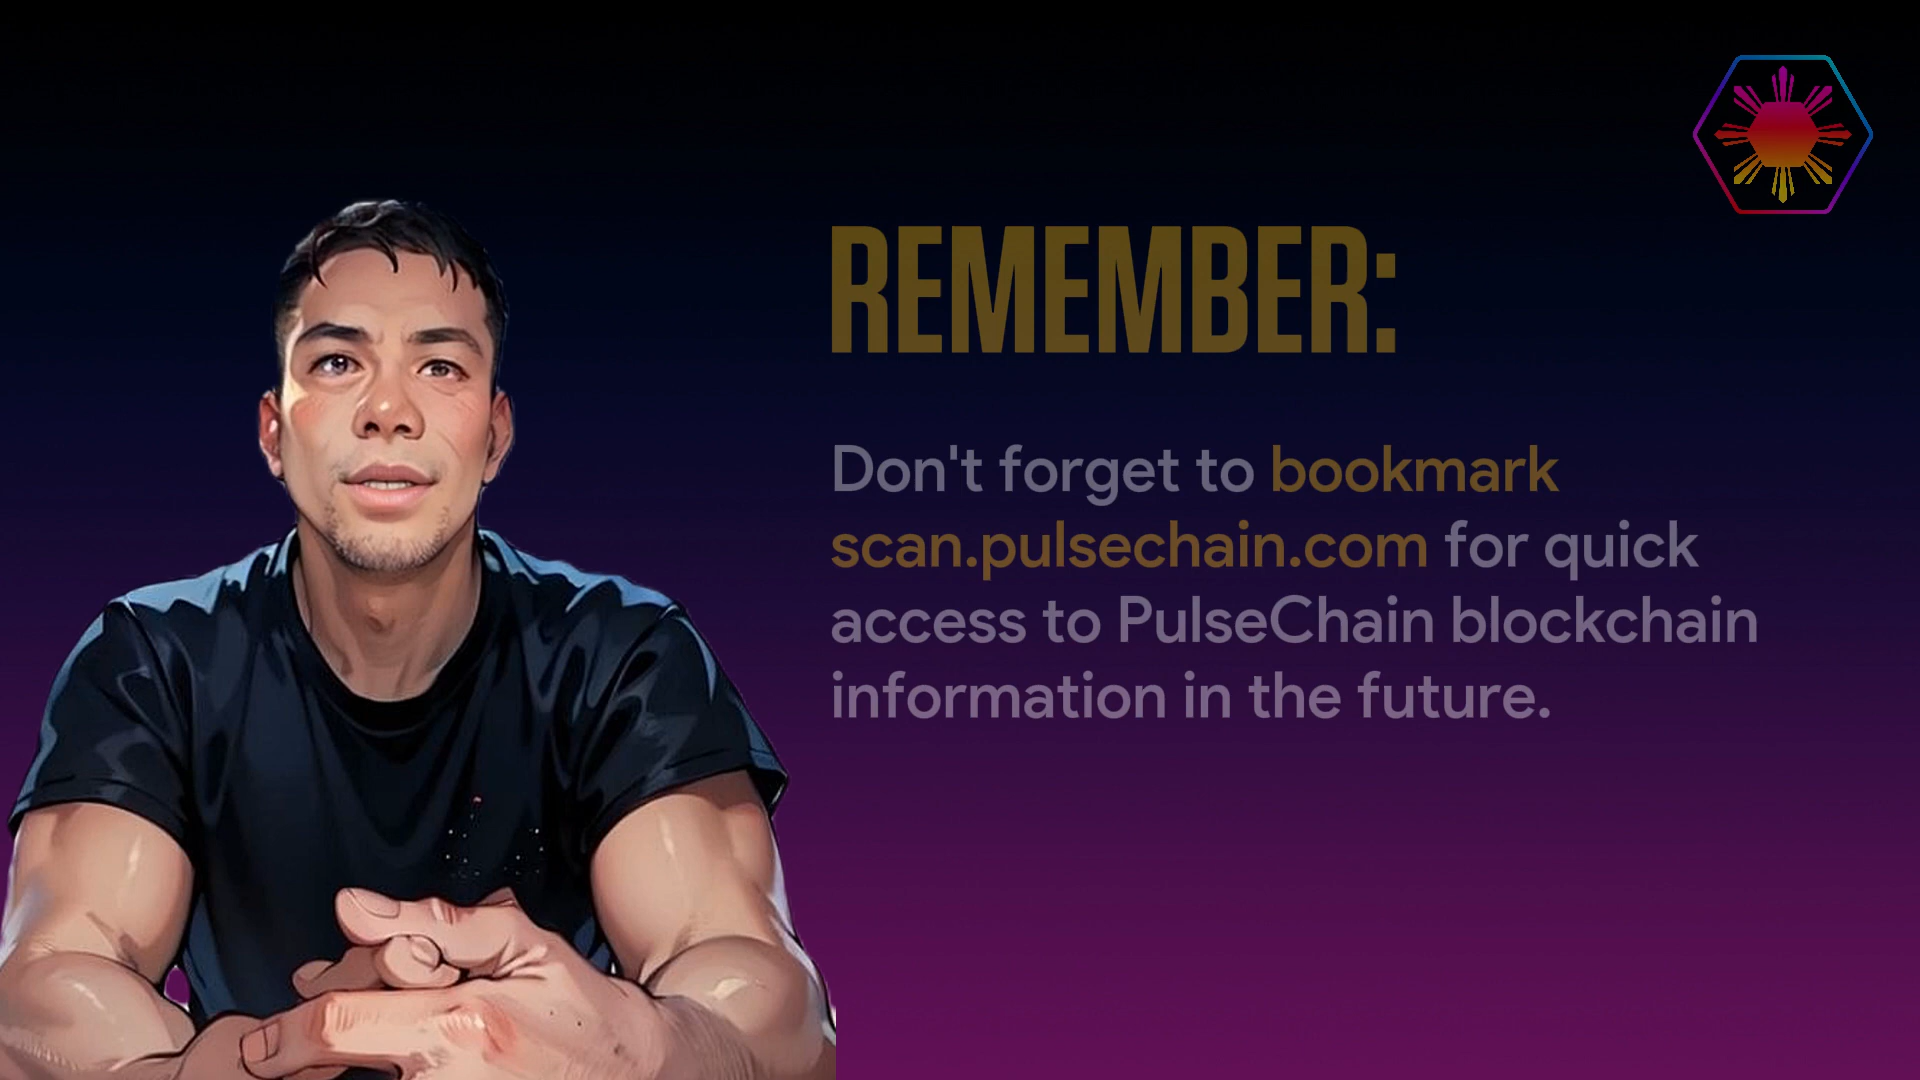 REMEMBER:
Don't forget to bookmark
scan.pulsechain.com for quick
access to PulseChain blockchain
information in the future.